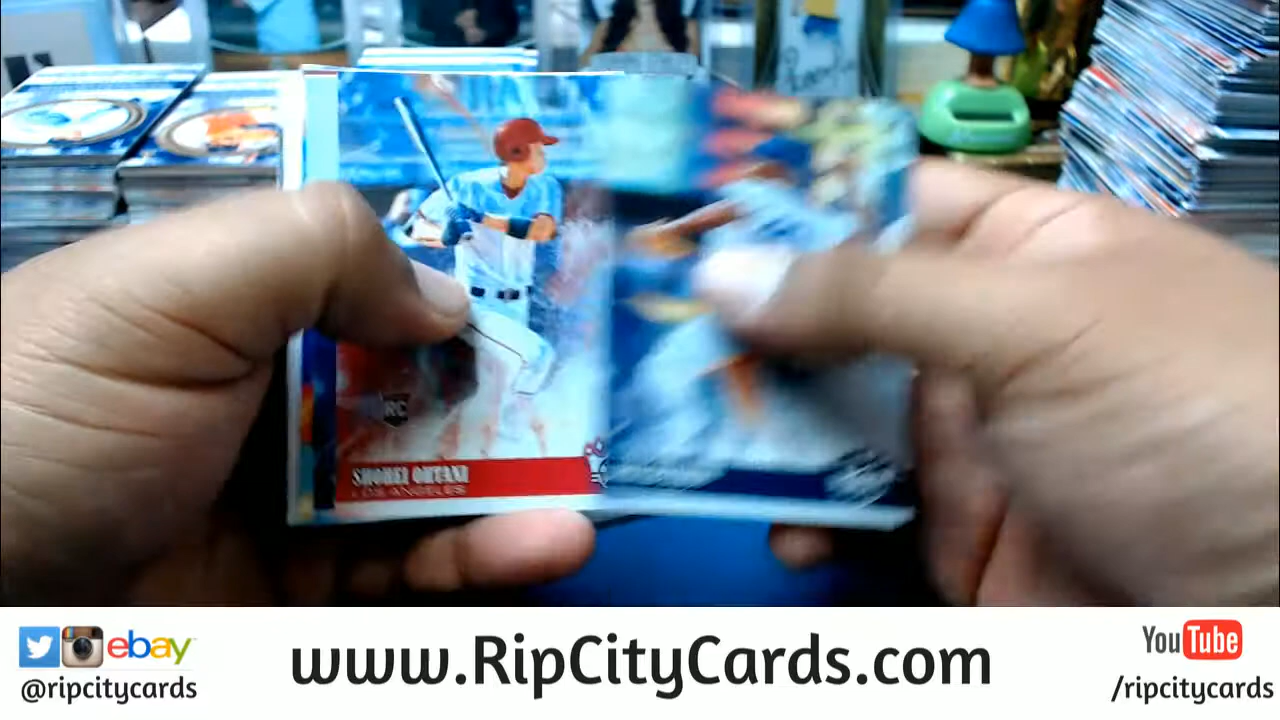 RC
SHOHEI OHTANI
LOS ANGELES
ebay
@ripcitycards
www.RipCityCards.com
YouTube
/ripcitycards